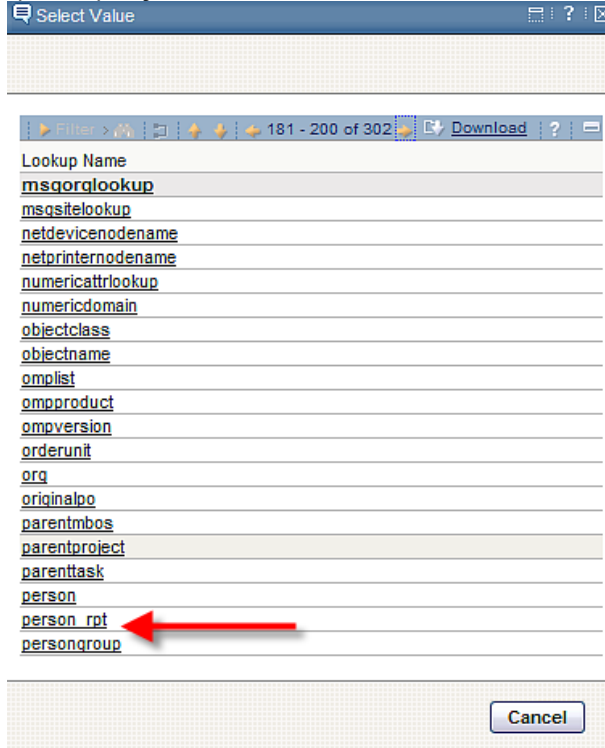 Select Value
?
Filter > 181 - 200 of 302 Download ?
Lookup Name
msgorglookup
msgsitelookup
netdevicenodename
netprinternodename
numericattrlookup
numericdomain
objectclass
objectname
omplist
ompproduct
ompversion
orderunit
org
originalpo
parentmbos
parentproject
parenttask
person
person_rpt
persongroup
Cancel